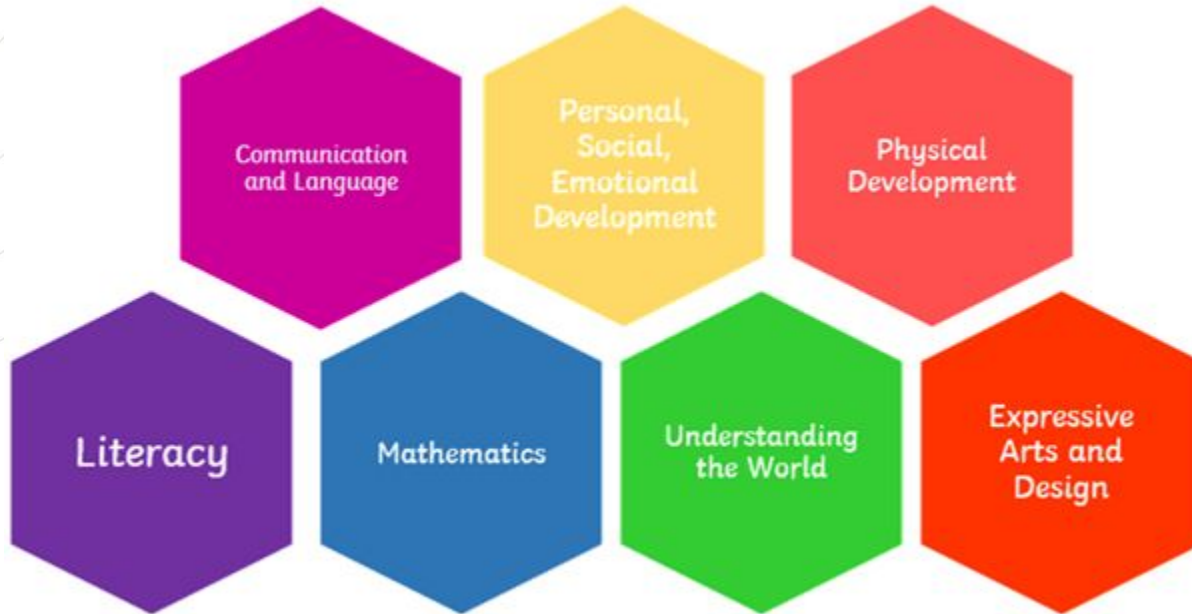 Communication
and Language
Personal,
Social,
Emotional
Development
Physical
Development
Literacy
Mathematics
Understanding
the World
Expressive
Arts and
Design